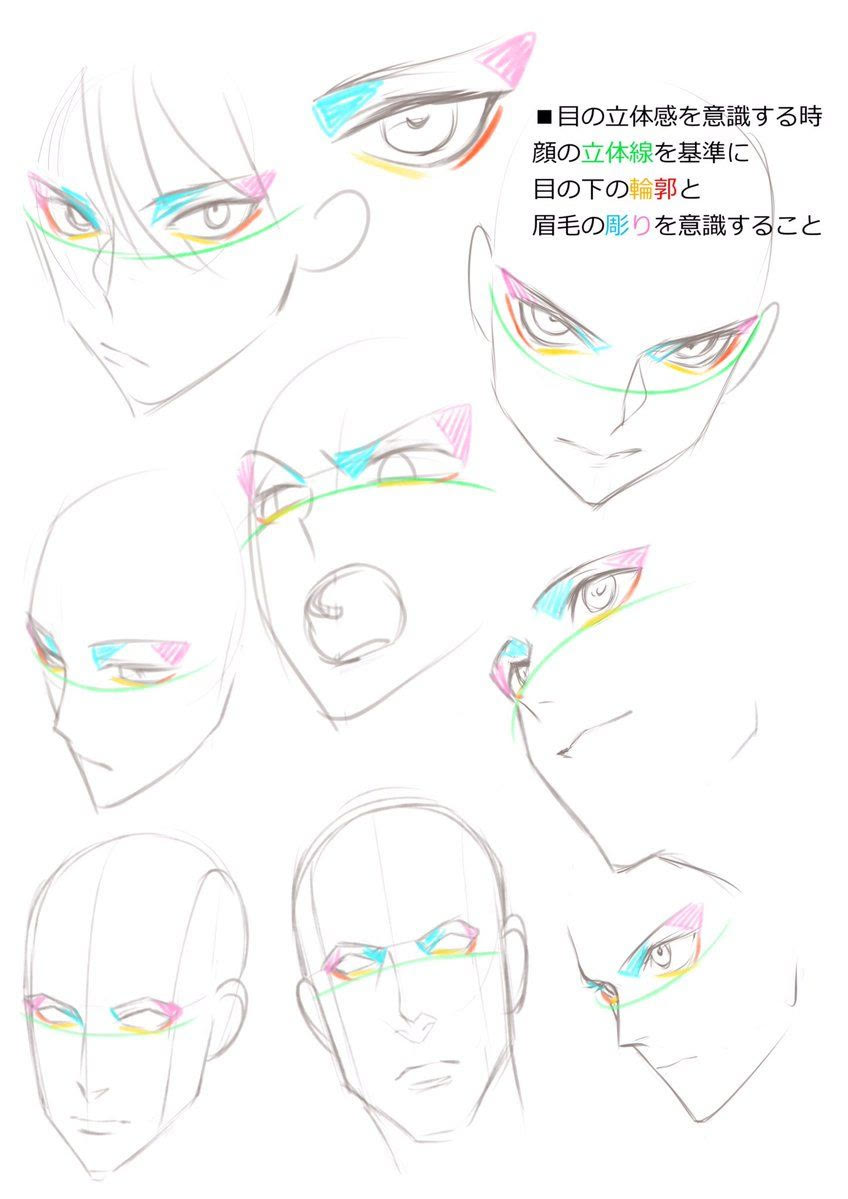 ■目の立体感を意識する時
顔の立体線を基準に
目の下の輪郭と
眉毛の彫りを意識すること